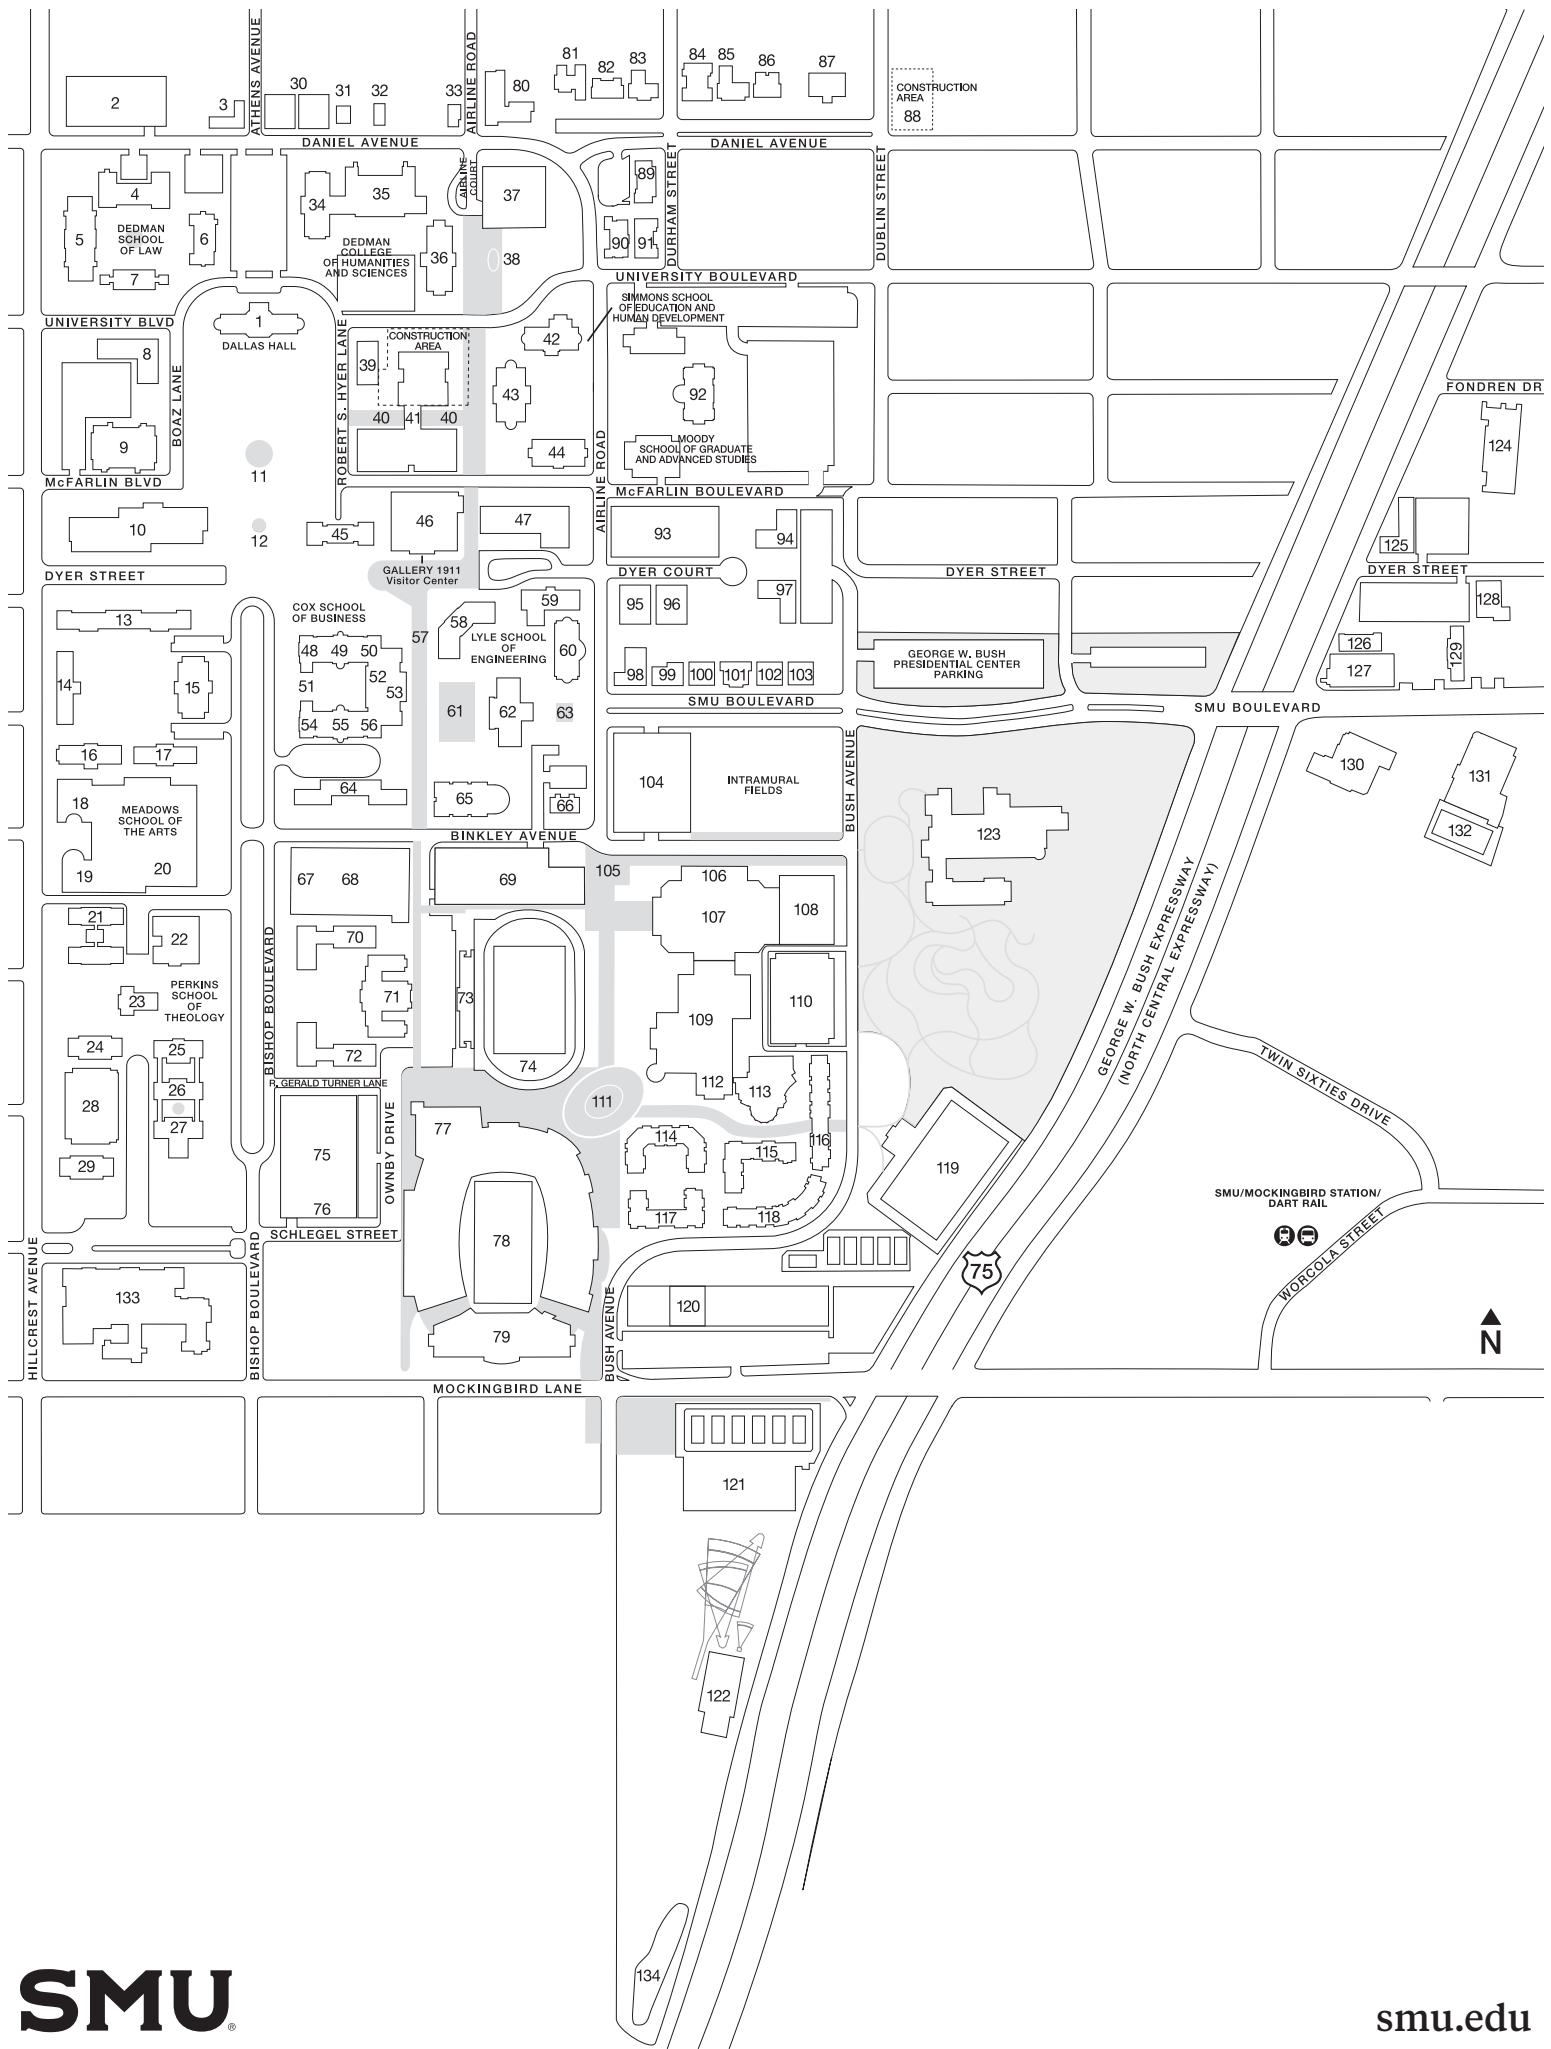 ATHENS AVENUE
AIRLINE ROAD
81
82
83
84
85
86
87
2
3
30
31
32
33
80
CONSTRUCTION
AREA
88
DANIEL AVENUE
DANIEL AVENUE
4
5
6
7
DEDMAN
SCHOOL
OF LAW
34
35
36
DEDMAN
COLLEGE
OF HUMANITIES
AND SCIENCES
AIRLINE
COURT
37
38
89
90
91
DURHAM STREET
DUBLIN STREET
UNIVERSITY BOULEVARD
UNIVERSITY BLVD
1
DALLAS HALL
SIMMONS SCHOOL
OF EDUCATION AND
HUMAN DEVELOPMENT
8
9
BOAZ LANE
ROBERT S. HYER LANE
CONSTRUCTION
AREA
39
40
41
40
42
43
44
92
MOODY
SCHOOL OF GRADUATE
AND ADVANCED STUDIES
AIRLINE ROAD
FONDREN DR
124
McFARLIN BLVD
McFARLIN BOULEVARD
10
11
12
45
46
47
GALLERY 1911
Visitor Center
93
94
125
DYER STREET
DYER COURT
DYER STREET
DYER STREET
13
14
15
16
17
COX SCHOOL
OF BUSINESS
48
49
50
51
52
53
54
55
56
57
58
59
60
LYLE SCHOOL
OF
ENGINEERING
61
62
63
95
96
97
98
99
100
101
102
103
GEORGE W. BUSH
PRESIDENTIAL CENTER
PARKING
126
127
128
129
SMU BOULEVARD
SMU BOULEVARD
64
65
66
104
INTRAMURAL
FIELDS
BUSH AVENUE
123
130
131
132
18
19
20
MEADOWS
SCHOOL OF
THE ARTS
BINKLEY AVENUE
67
68
69
105
106
107
108
21
22
23
PERKINS
SCHOOL
OF
THEOLOGY
BISHOP BOULEVARD
70
71
72
73
74
109
110
GEORGE W. BUSH EXPRESSWAY
(NORTH CENTRAL EXPRESSWAY)
24
25
26
27
28
29
R. GERALD TURNER LANE
75
76
OWNBY DRIVE
77
111
112
113
114
115
116
117
118
119
TWIN SIXTIES DRIVE
SMU/MOCKINGBIRD STATION/
DART RAIL
WORCOLA STREET
SCHLEGEL STREET
HILLCREST AVENUE
133
BISHOP BOULEVARD
78
79
BUSH AVENUE
120
75
N
MOCKINGBIRD LANE
121
122
134
SMU®
smu.edu